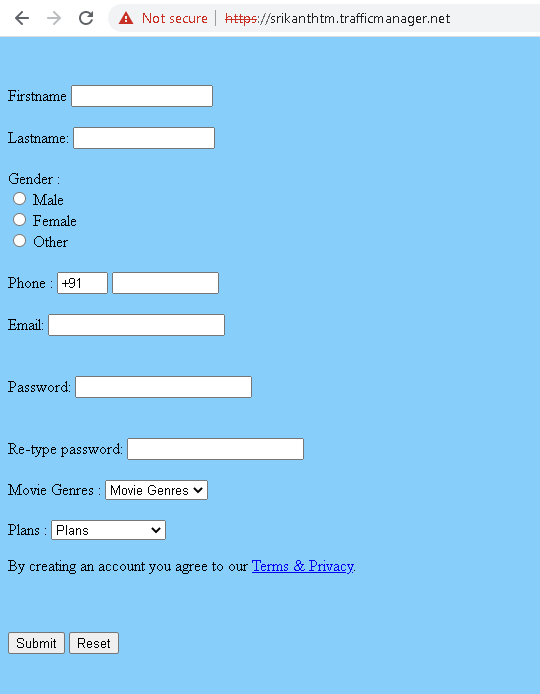 Not secure | https://srikanthtm.trafficmanager.net
Firstname
Lastname:
Gender :
Male
Female
Other
Phone : +91
Email:
Password:
Re-type password:
Movie Genres : Movie Genres
Plans : Plans
By creating an account you agree to our Terms & Privacy.
Submit Reset